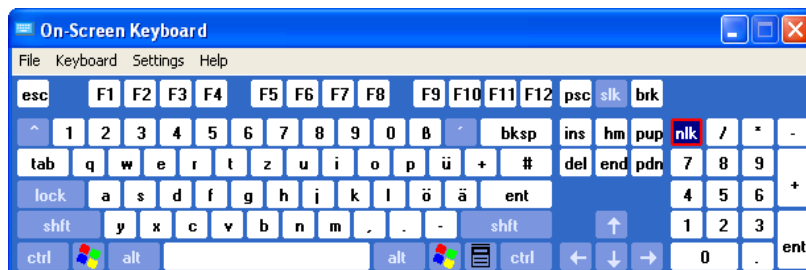 On-Screen Keyboard
File Keyboard Settings Help
esc F1 F2 F3 F4 F5 F6 F7 F8 F9 F10 F11 F12 psc slk brk
^ 1 2 3 4 5 6 7 8 9 0 ß ´ bksp ins hm pup nlk / * -
tab q w e r t z u i o p ü + # del end pdn 7 8 9 +
lock a s d f g h j k l ö ä ent 4 5 6
shft y x c v b n m , . - shft ↑ 1 2 3 ent
ctrl alt alt ctrl ← ↓ → 0 .